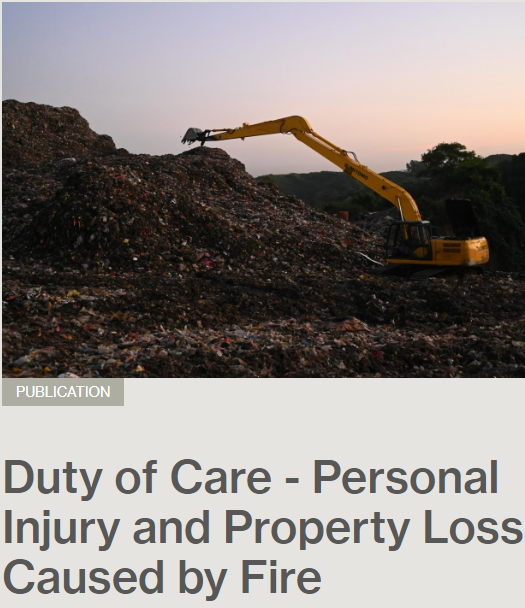 PUBLICATION
Duty of Care - Personal
Injury and Property Loss
Caused by Fire